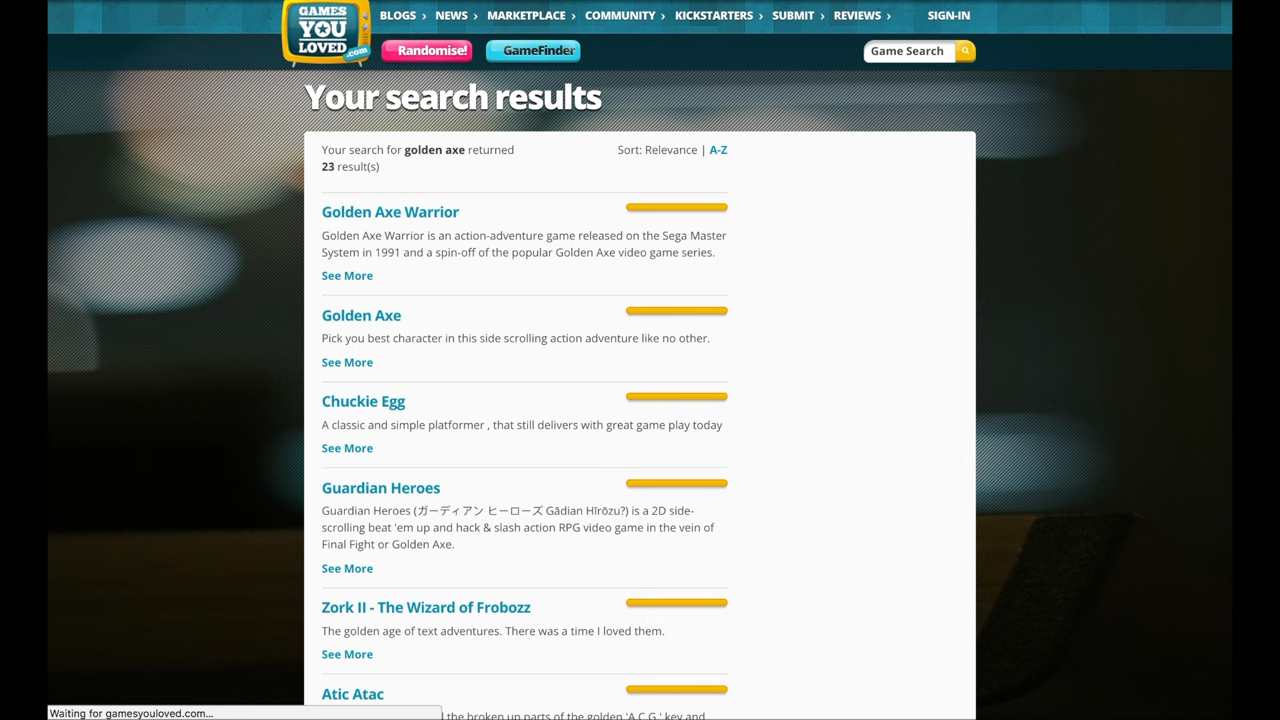 GAMES
YOU
LOVED
.com
BLOGS › NEWS › MARKETPLACE › COMMUNITY › KICKSTARTERS › SUBMIT › REVIEWS › SIGN-IN
Randomise! GameFinder Game Search
Your search results
Your search for golden axe returned
23 result(s)
Sort: Relevance | A-Z
Golden Axe Warrior
Golden Axe Warrior is an action-adventure game released on the Sega Master
System in 1991 and a spin-off of the popular Golden Axe video game series.
See More
Golden Axe
Pick you best character in this side scrolling action adventure like no other.
See More
Chuckie Egg
A classic and simple platformer , that still delivers with great game play today
See More
Guardian Heroes
Guardian Heroes (ガーディアン ヒーローズ Gādian Hīrōzu?) is a 2D side-
scrolling beat 'em up and hack & slash action RPG video game in the vein of
Final Fight or Golden Axe.
See More
Zork II - The Wizard of Frobozz
The golden age of text adventures. There was a time I loved them.
See More
Atic Atac
the broken up parts of the golden 'A.C.G.' key and
Waiting for gamesyouloved.com...